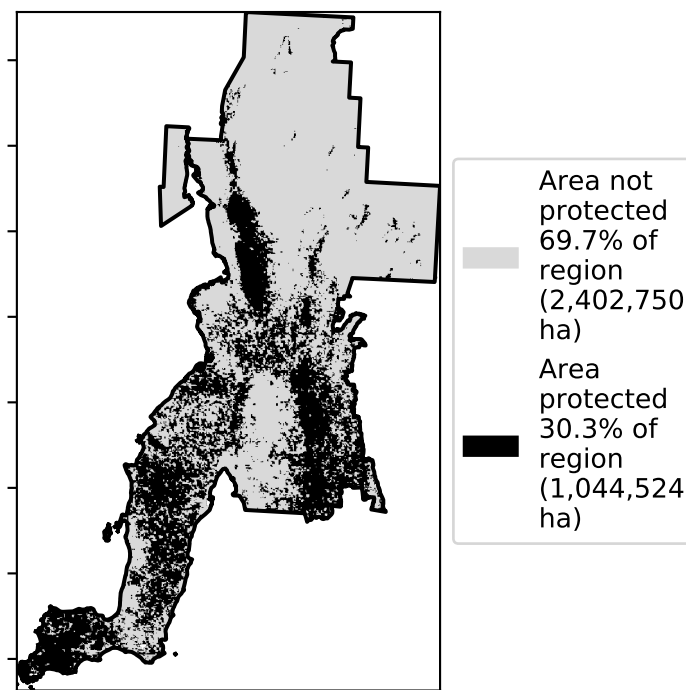 Area not
protected
69.7% of
region
(2,402,750
ha)
Area
protected
30.3% of
region
(1,044,524
ha)